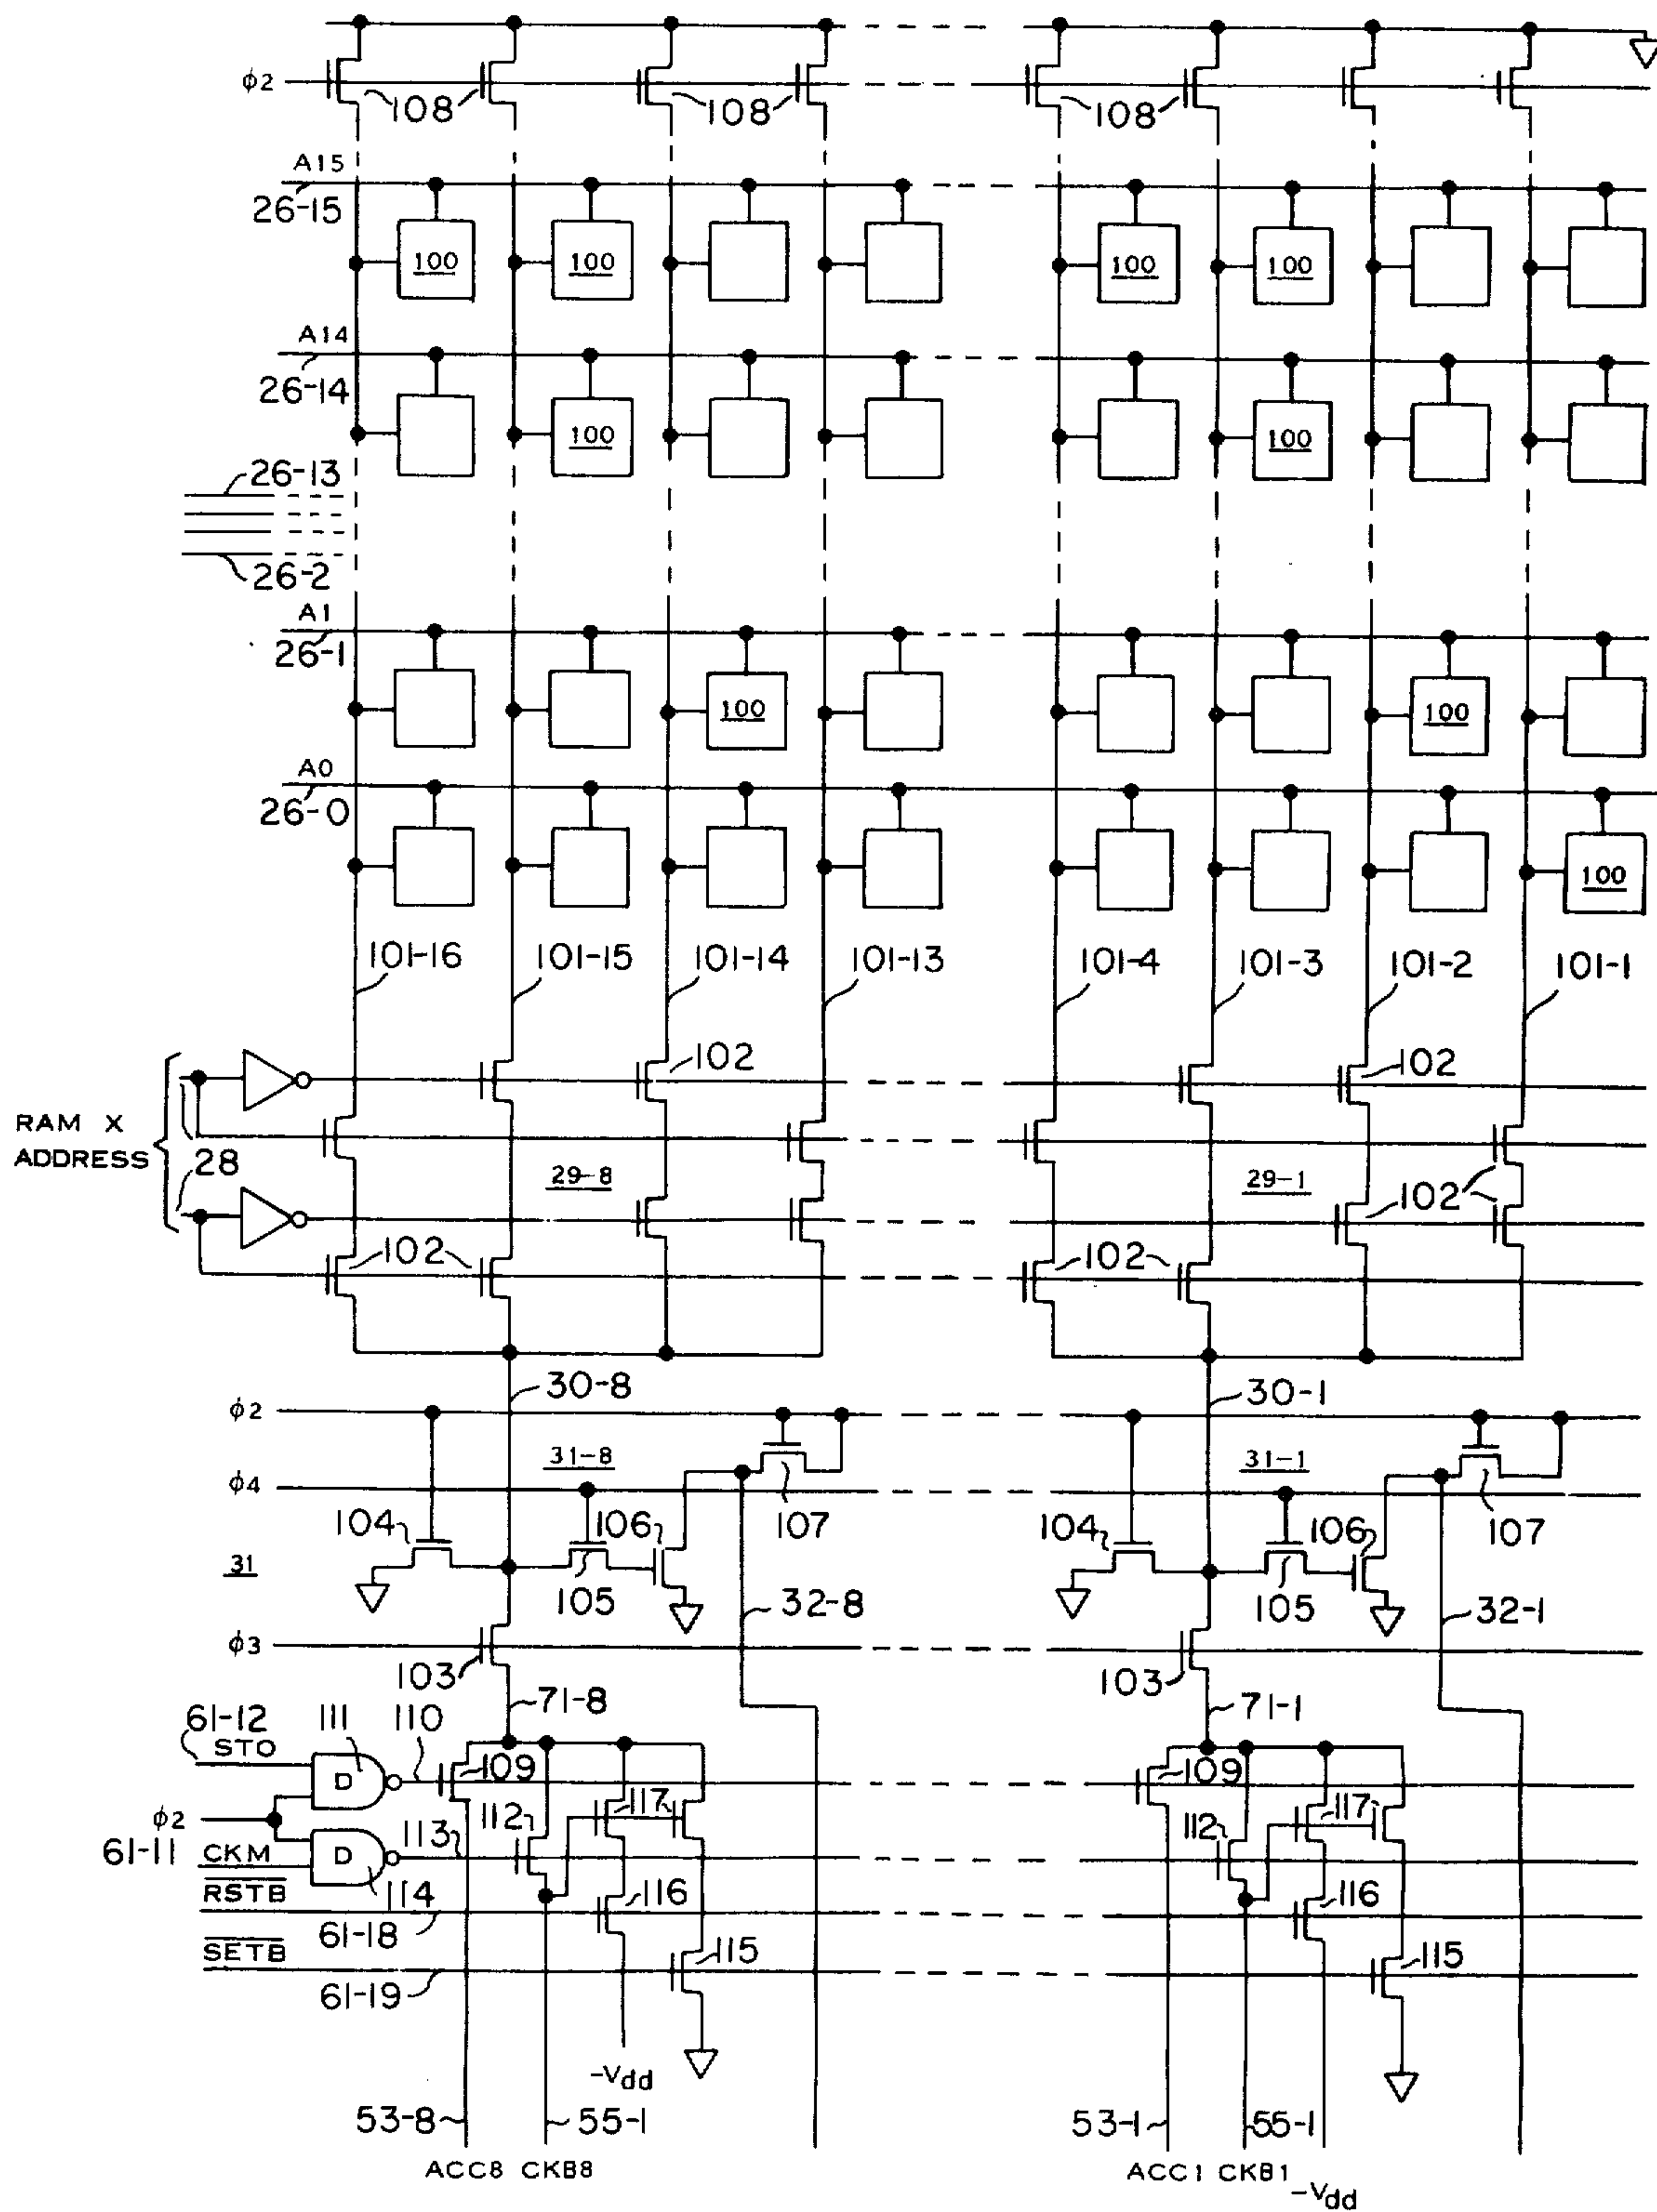 φ2
108 108 108
A15
26-15
100 100 100 100
A14
26-14
100 100
26-13
26-2
A1
26-1
100 100
A0
26-0
100
101-16 101-15 101-14 101-13 101-4 101-3 101-2 101-1
102 102
RAM X
ADDRESS
28
29-8 29-1
102
102 102
30-8 30-1
φ2
31-8 31-1
φ4
104 106 107 104 106 107
31
105 32-8 105 32-1
φ3
103 103
71-8 71-1
61-12 111 110
STO
D 109 109
φ2
112 117 112 117
61-11 113
CKM D
RSTB 114 116 116
61-18
SETB 115 115
61-19
-Vdd
53-8 55-1 53-1 55-1
ACC8 CKB8 ACC1 CKB1
-Vdd